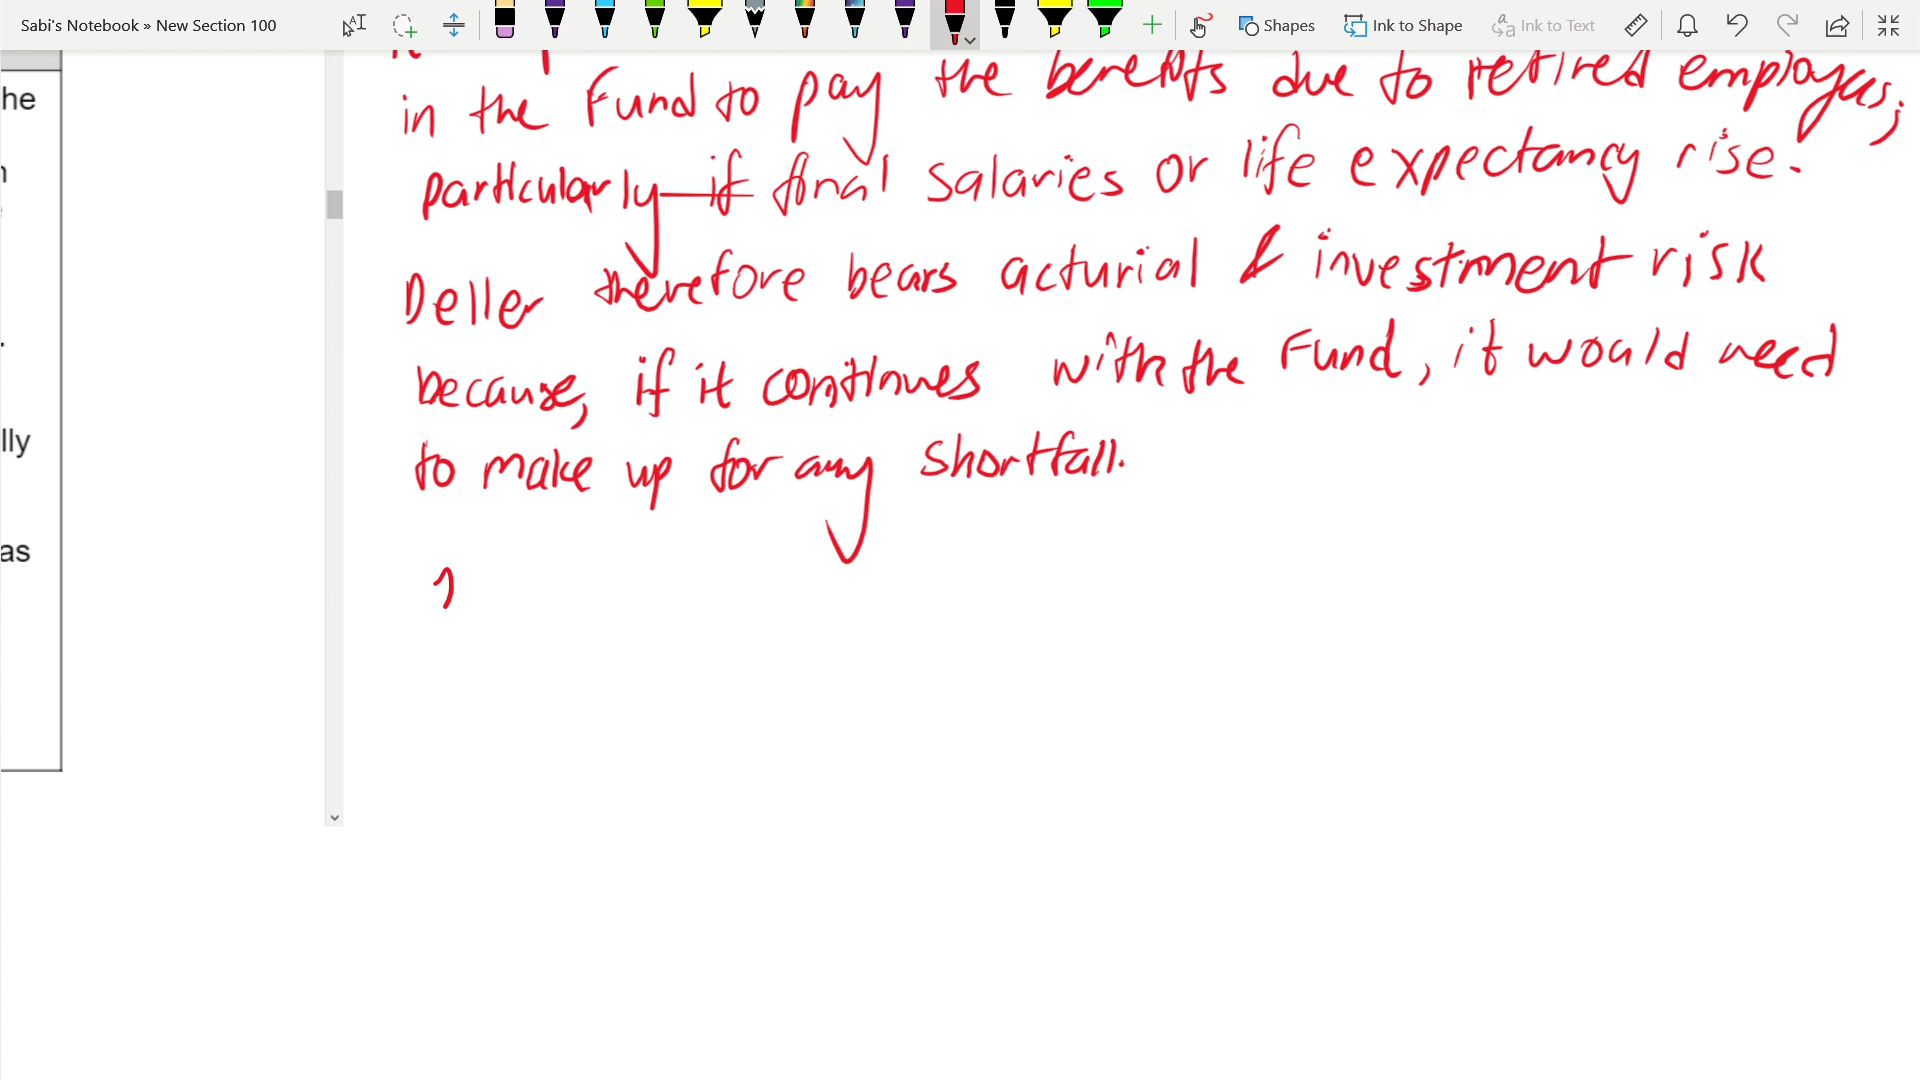 Sabi's Notebook » New Section 100
Shapes
Ink to Shape
Ink to Text
he
in the Fund to pay the benefits due to retired employees,
particularly if final salaries or life expectancy rise.
Deller therefore bears acturial & investment risk
because, if it continues with the Fund, it would need
lly
to make up for any shortfall.
as